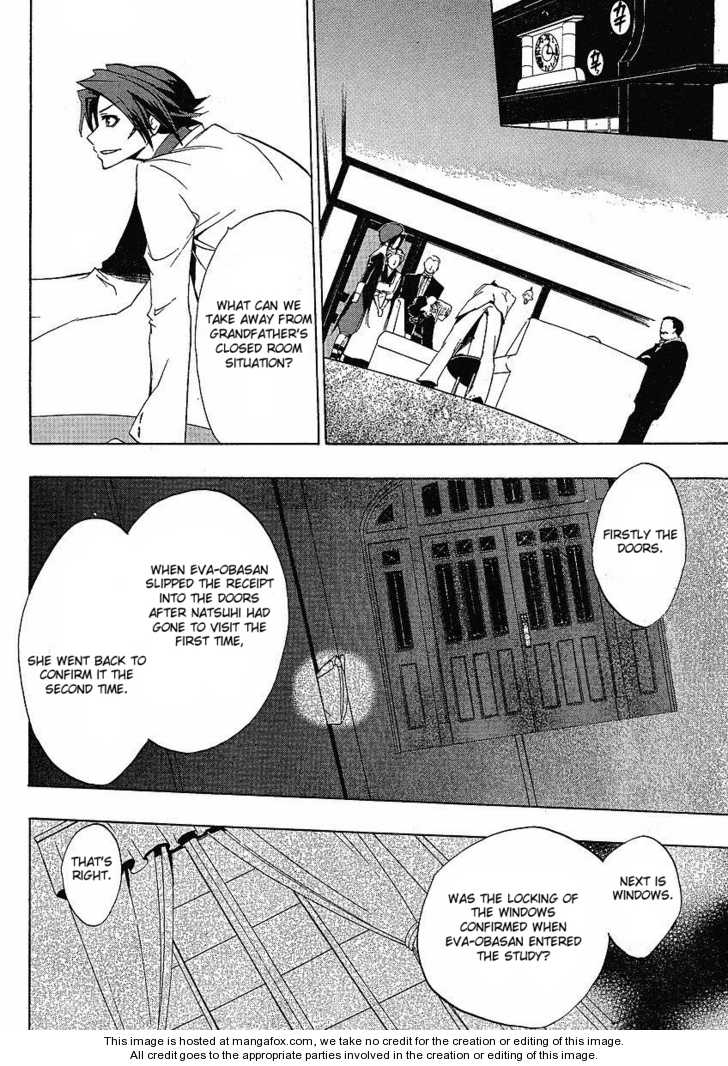 キ
キ
WHAT CAN WE
TAKE AWAY FROM
GRANDFATHER'S
CLOSED ROOM
SITUATION?
FIRSTLY THE
DOORS.
WHEN EVA-OBASAN
SLIPPED THE RECEIPT
INTO THE DOORS
AFTER NATSUHI HAD
GONE TO VISIT THE
FIRST TIME,
SHE WENT BACK TO
CONFIRM IT THE
SECOND TIME.
NEXT IS
WINDOWS.
WAS THE LOCKING OF
THE WINDOWS
CONFIRMED WHEN
EVA-OBASAN ENTERED
THE STUDY?
THAT'S
RIGHT.
This image is hosted at mangafox.com, we take no credit for the creation or editing of this image.
All credit goes to the appropriate parties involved in the creation or editing of this image.